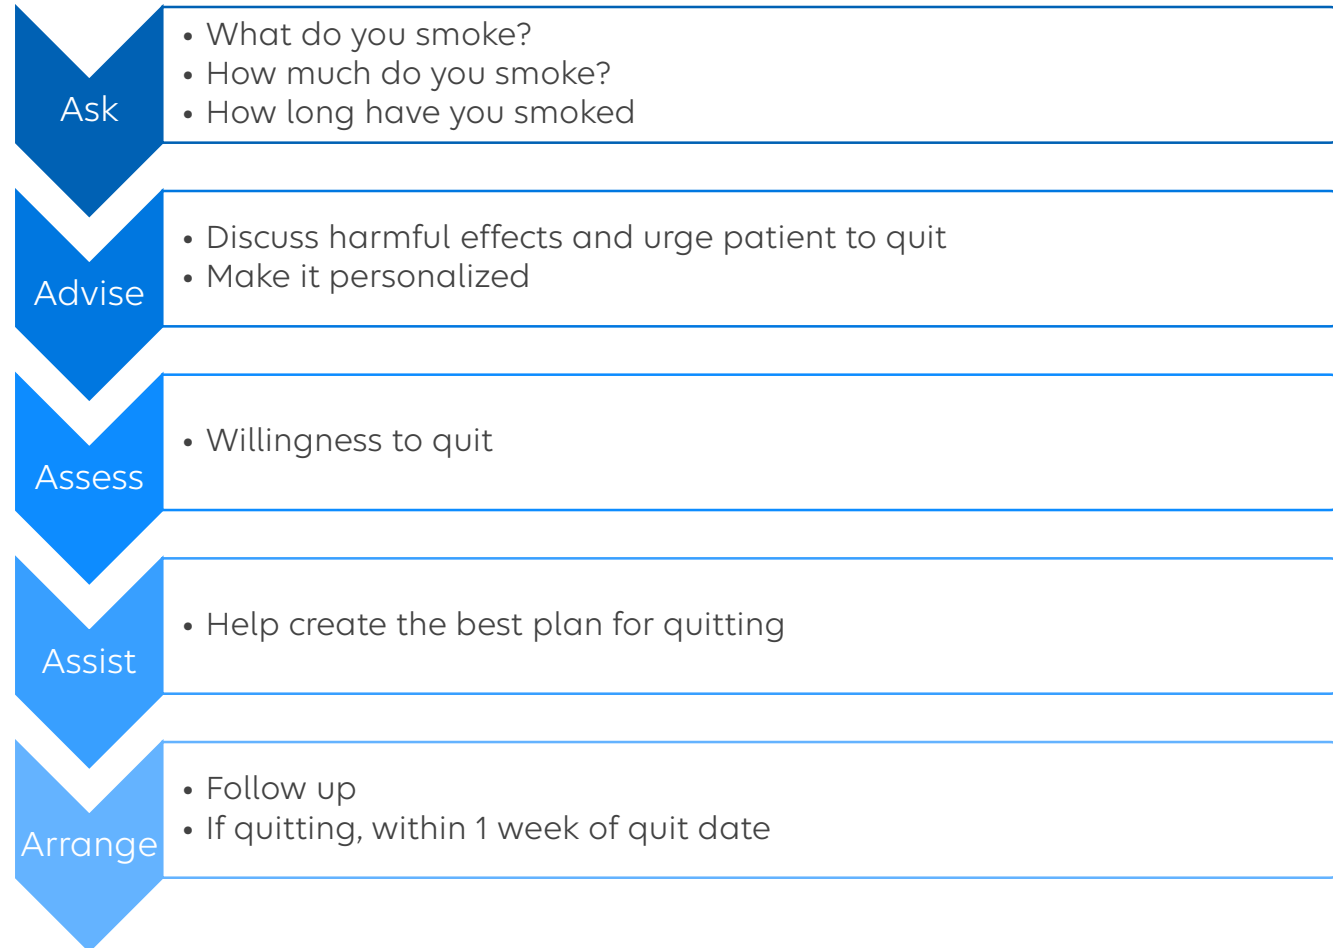 Ask
• What do you smoke?
• How much do you smoke?
• How long have you smoked
Advise
• Discuss harmful effects and urge patient to quit
• Make it personalized
Assess
• Willingness to quit
Assist
• Help create the best plan for quitting
Arrange
• Follow up
• If quitting, within 1 week of quit date